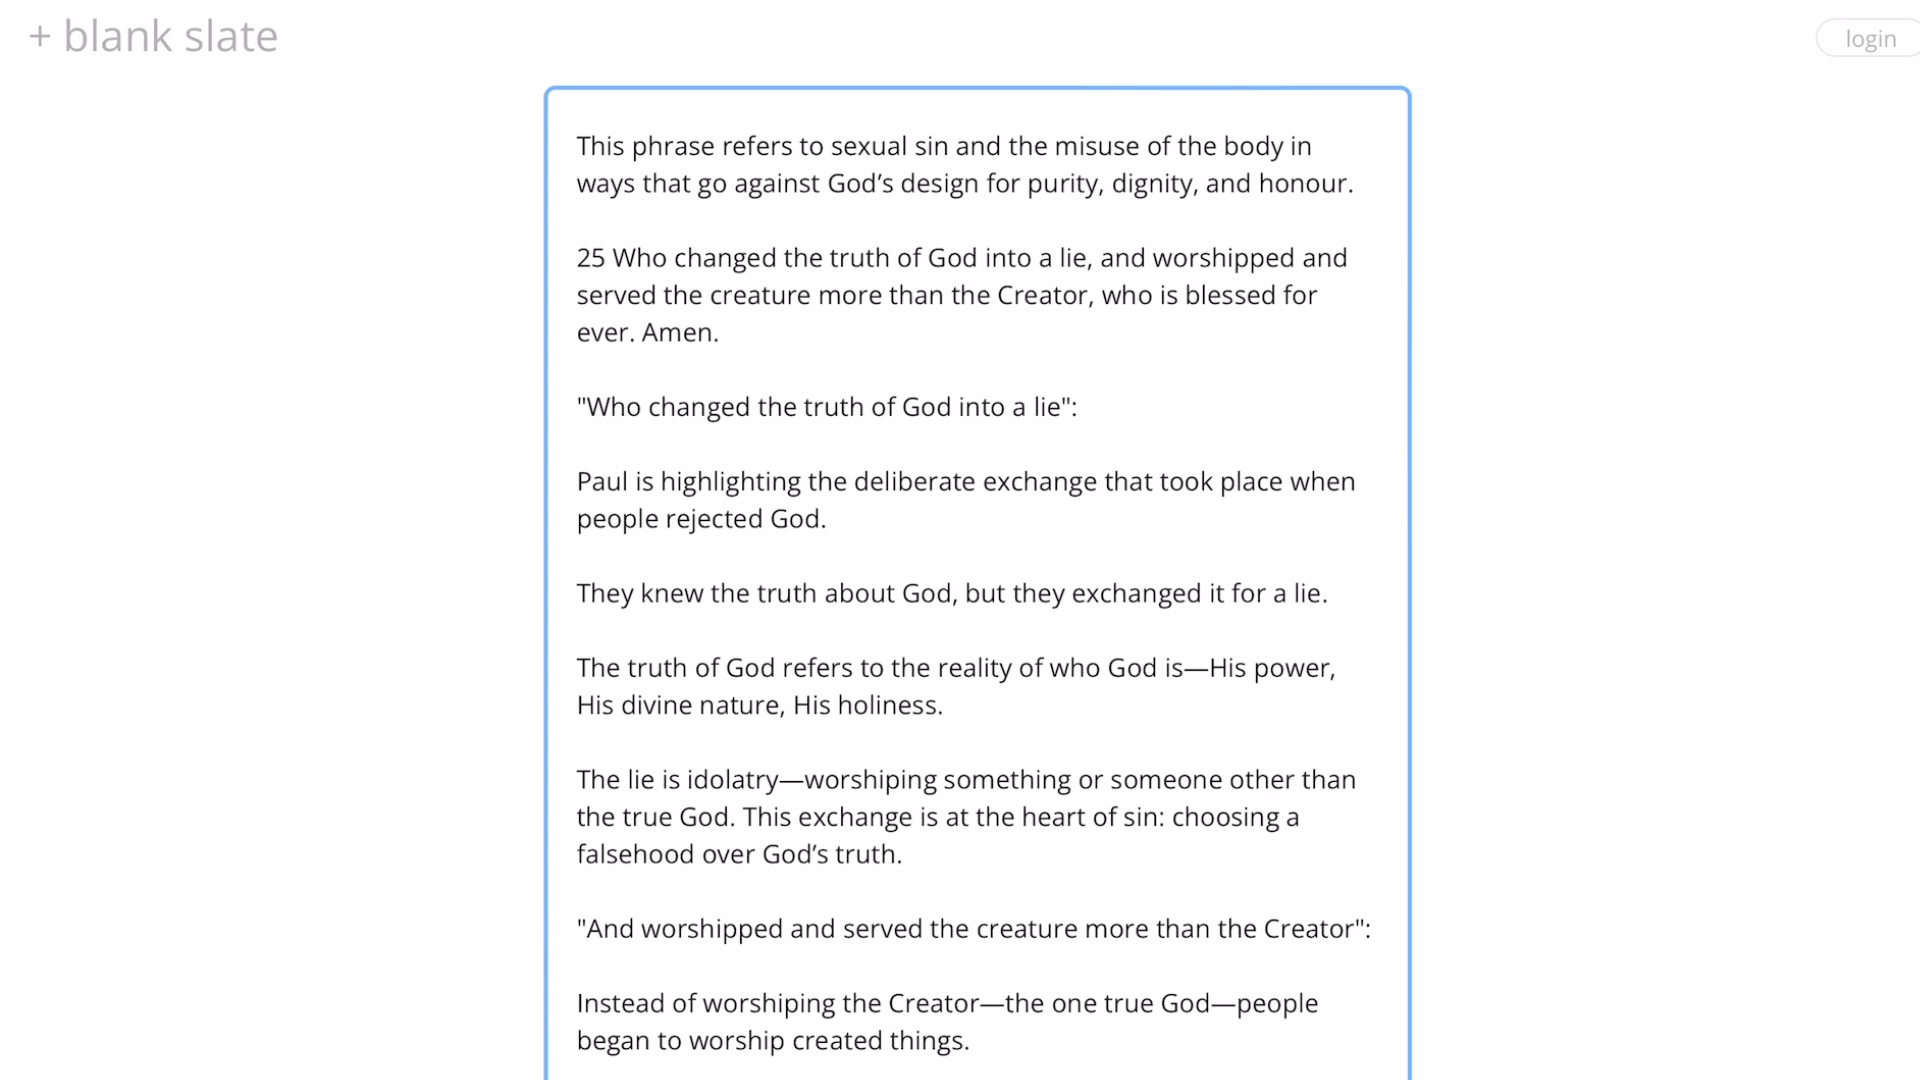 + blank slate
login
This phrase refers to sexual sin and the misuse of the body in
ways that go against God’s design for purity, dignity, and honour.
25 Who changed the truth of God into a lie, and worshipped and
served the creature more than the Creator, who is blessed for
ever. Amen.
"Who changed the truth of God into a lie":
Paul is highlighting the deliberate exchange that took place when
people rejected God.
They knew the truth about God, but they exchanged it for a lie.
The truth of God refers to the reality of who God is—His power,
His divine nature, His holiness.
The lie is idolatry—worshiping something or someone other than
the true God. This exchange is at the heart of sin: choosing a
falsehood over God’s truth.
"And worshipped and served the creature more than the Creator":
Instead of worshiping the Creator—the one true God—people
began to worship created things.